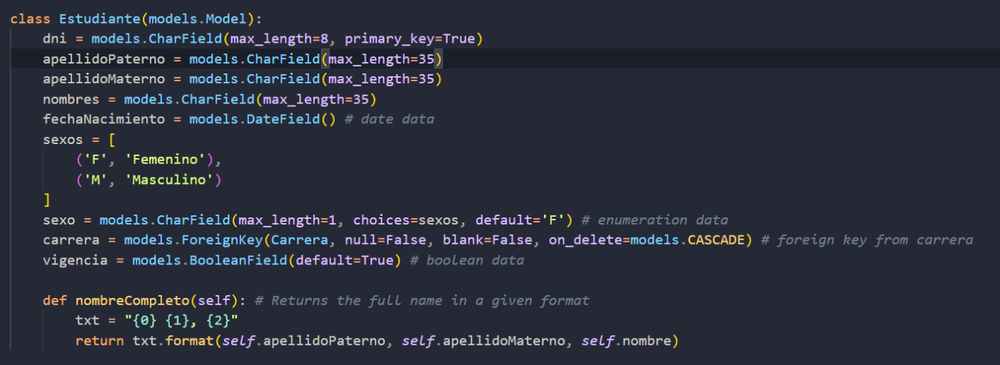 class Estudiante(models.Model):
    dni = models.CharField(max_length=8, primary_key=True)
    apellidoPaterno = models.CharField(max_length=35)
    apellidoMaterno = models.CharField(max_length=35)
    nombres = models.CharField(max_length=35)
    fechaNacimiento = models.DateField() # date data
    sexos = [
        ('F', 'Femenino'),
        ('M', 'Masculino')
    ]
    sexo = models.CharField(max_length=1, choices=sexos, default='F') # enumeration data
    carrera = models.ForeignKey(Carrera, null=False, blank=False, on_delete=models.CASCADE) # foreign key from carrera
    vigencia = models.BooleanField(default=True) # boolean data

    def nombreCompleto(self): # Returns the full name in a given format
        txt = "{0} {1}, {2}"
        return txt.format(self.apellidoPaterno, self.apellidoMaterno, self.nombre)